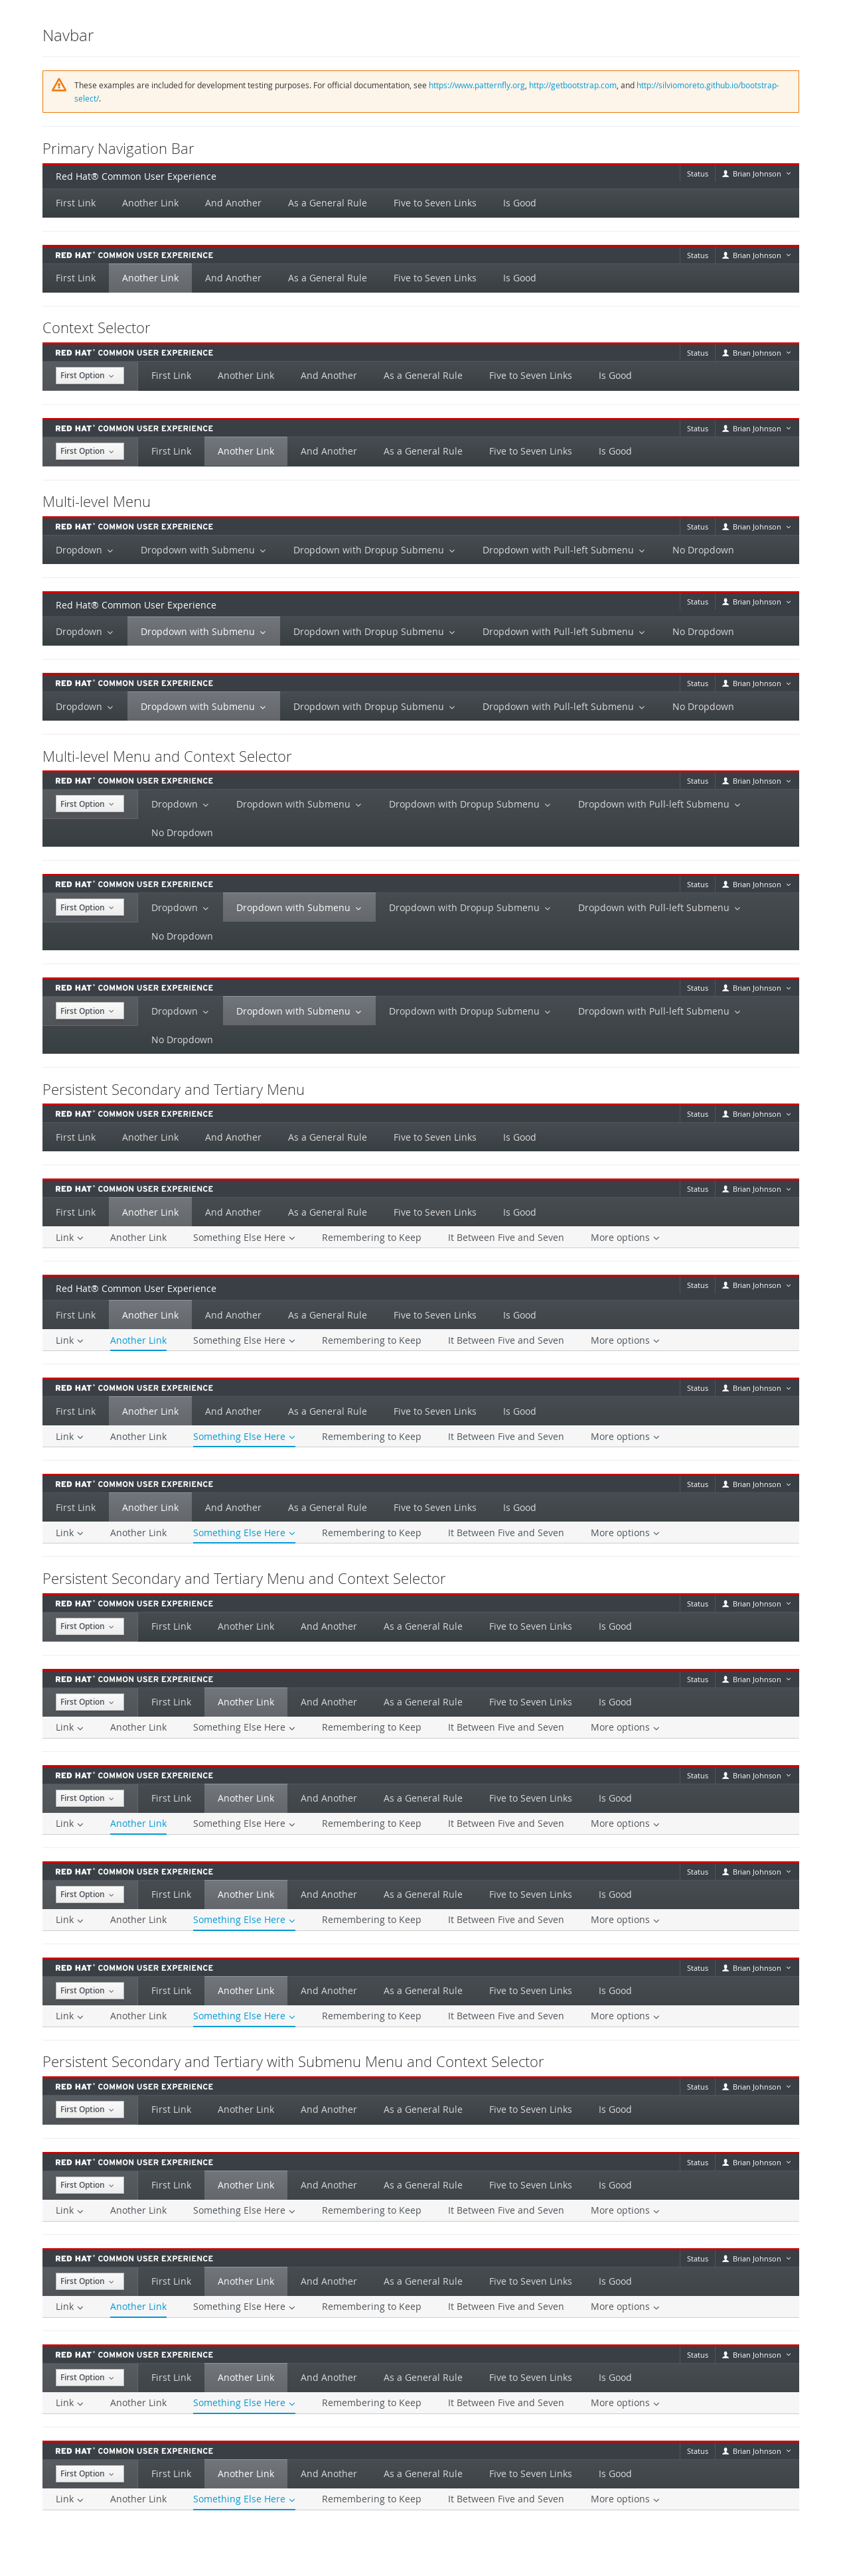 Navbar
These examples are included for development testing purposes. For official documentation, see https://www.patternfly.org, http://getbootstrap.com, and http://silviomoreto.github.io/bootstrap-
select/.
Primary Navigation Bar
Red Hat® Common User Experience Status Brian Johnson
First Link Another Link And Another As a General Rule Five to Seven Links Is Good
RED HAT® COMMON USER EXPERIENCE Status Brian Johnson
First Link Another Link And Another As a General Rule Five to Seven Links Is Good
Context Selector
RED HAT® COMMON USER EXPERIENCE Status Brian Johnson
First Option First Link Another Link And Another As a General Rule Five to Seven Links Is Good
RED HAT® COMMON USER EXPERIENCE Status Brian Johnson
First Option First Link Another Link And Another As a General Rule Five to Seven Links Is Good
Multi-level Menu
RED HAT® COMMON USER EXPERIENCE Status Brian Johnson
Dropdown Dropdown with Submenu Dropdown with Dropup Submenu Dropdown with Pull-left Submenu No Dropdown
Red Hat® Common User Experience Status Brian Johnson
Dropdown Dropdown with Submenu Dropdown with Dropup Submenu Dropdown with Pull-left Submenu No Dropdown
RED HAT® COMMON USER EXPERIENCE Status Brian Johnson
Dropdown Dropdown with Submenu Dropdown with Dropup Submenu Dropdown with Pull-left Submenu No Dropdown
Multi-level Menu and Context Selector
RED HAT® COMMON USER EXPERIENCE Status Brian Johnson
First Option Dropdown Dropdown with Submenu Dropdown with Dropup Submenu Dropdown with Pull-left Submenu
No Dropdown
RED HAT® COMMON USER EXPERIENCE Status Brian Johnson
First Option Dropdown Dropdown with Submenu Dropdown with Dropup Submenu Dropdown with Pull-left Submenu
No Dropdown
RED HAT® COMMON USER EXPERIENCE Status Brian Johnson
First Option Dropdown Dropdown with Submenu Dropdown with Dropup Submenu Dropdown with Pull-left Submenu
No Dropdown
Persistent Secondary and Tertiary Menu
RED HAT® COMMON USER EXPERIENCE Status Brian Johnson
First Link Another Link And Another As a General Rule Five to Seven Links Is Good
RED HAT® COMMON USER EXPERIENCE Status Brian Johnson
First Link Another Link And Another As a General Rule Five to Seven Links Is Good
Link Another Link Something Else Here Remembering to Keep It Between Five and Seven More options
Red Hat® Common User Experience Status Brian Johnson
First Link Another Link And Another As a General Rule Five to Seven Links Is Good
Link Another Link Something Else Here Remembering to Keep It Between Five and Seven More options
RED HAT® COMMON USER EXPERIENCE Status Brian Johnson
First Link Another Link And Another As a General Rule Five to Seven Links Is Good
Link Another Link Something Else Here Remembering to Keep It Between Five and Seven More options
RED HAT® COMMON USER EXPERIENCE Status Brian Johnson
First Link Another Link And Another As a General Rule Five to Seven Links Is Good
Link Another Link Something Else Here Remembering to Keep It Between Five and Seven More options
Persistent Secondary and Tertiary Menu and Context Selector
RED HAT® COMMON USER EXPERIENCE Status Brian Johnson
First Option First Link Another Link And Another As a General Rule Five to Seven Links Is Good
RED HAT® COMMON USER EXPERIENCE Status Brian Johnson
First Option First Link Another Link And Another As a General Rule Five to Seven Links Is Good
Link Another Link Something Else Here Remembering to Keep It Between Five and Seven More options
RED HAT® COMMON USER EXPERIENCE Status Brian Johnson
First Option First Link Another Link And Another As a General Rule Five to Seven Links Is Good
Link Another Link Something Else Here Remembering to Keep It Between Five and Seven More options
RED HAT® COMMON USER EXPERIENCE Status Brian Johnson
First Option First Link Another Link And Another As a General Rule Five to Seven Links Is Good
Link Another Link Something Else Here Remembering to Keep It Between Five and Seven More options
RED HAT® COMMON USER EXPERIENCE Status Brian Johnson
First Option First Link Another Link And Another As a General Rule Five to Seven Links Is Good
Link Another Link Something Else Here Remembering to Keep It Between Five and Seven More options
Persistent Secondary and Tertiary with Submenu Menu and Context Selector
RED HAT® COMMON USER EXPERIENCE Status Brian Johnson
First Option First Link Another Link And Another As a General Rule Five to Seven Links Is Good
RED HAT® COMMON USER EXPERIENCE Status Brian Johnson
First Option First Link Another Link And Another As a General Rule Five to Seven Links Is Good
Link Another Link Something Else Here Remembering to Keep It Between Five and Seven More options
RED HAT® COMMON USER EXPERIENCE Status Brian Johnson
First Option First Link Another Link And Another As a General Rule Five to Seven Links Is Good
Link Another Link Something Else Here Remembering to Keep It Between Five and Seven More options
RED HAT® COMMON USER EXPERIENCE Status Brian Johnson
First Option First Link Another Link And Another As a General Rule Five to Seven Links Is Good
Link Another Link Something Else Here Remembering to Keep It Between Five and Seven More options
RED HAT® COMMON USER EXPERIENCE Status Brian Johnson
First Option First Link Another Link And Another As a General Rule Five to Seven Links Is Good
Link Another Link Something Else Here Remembering to Keep It Between Five and Seven More options